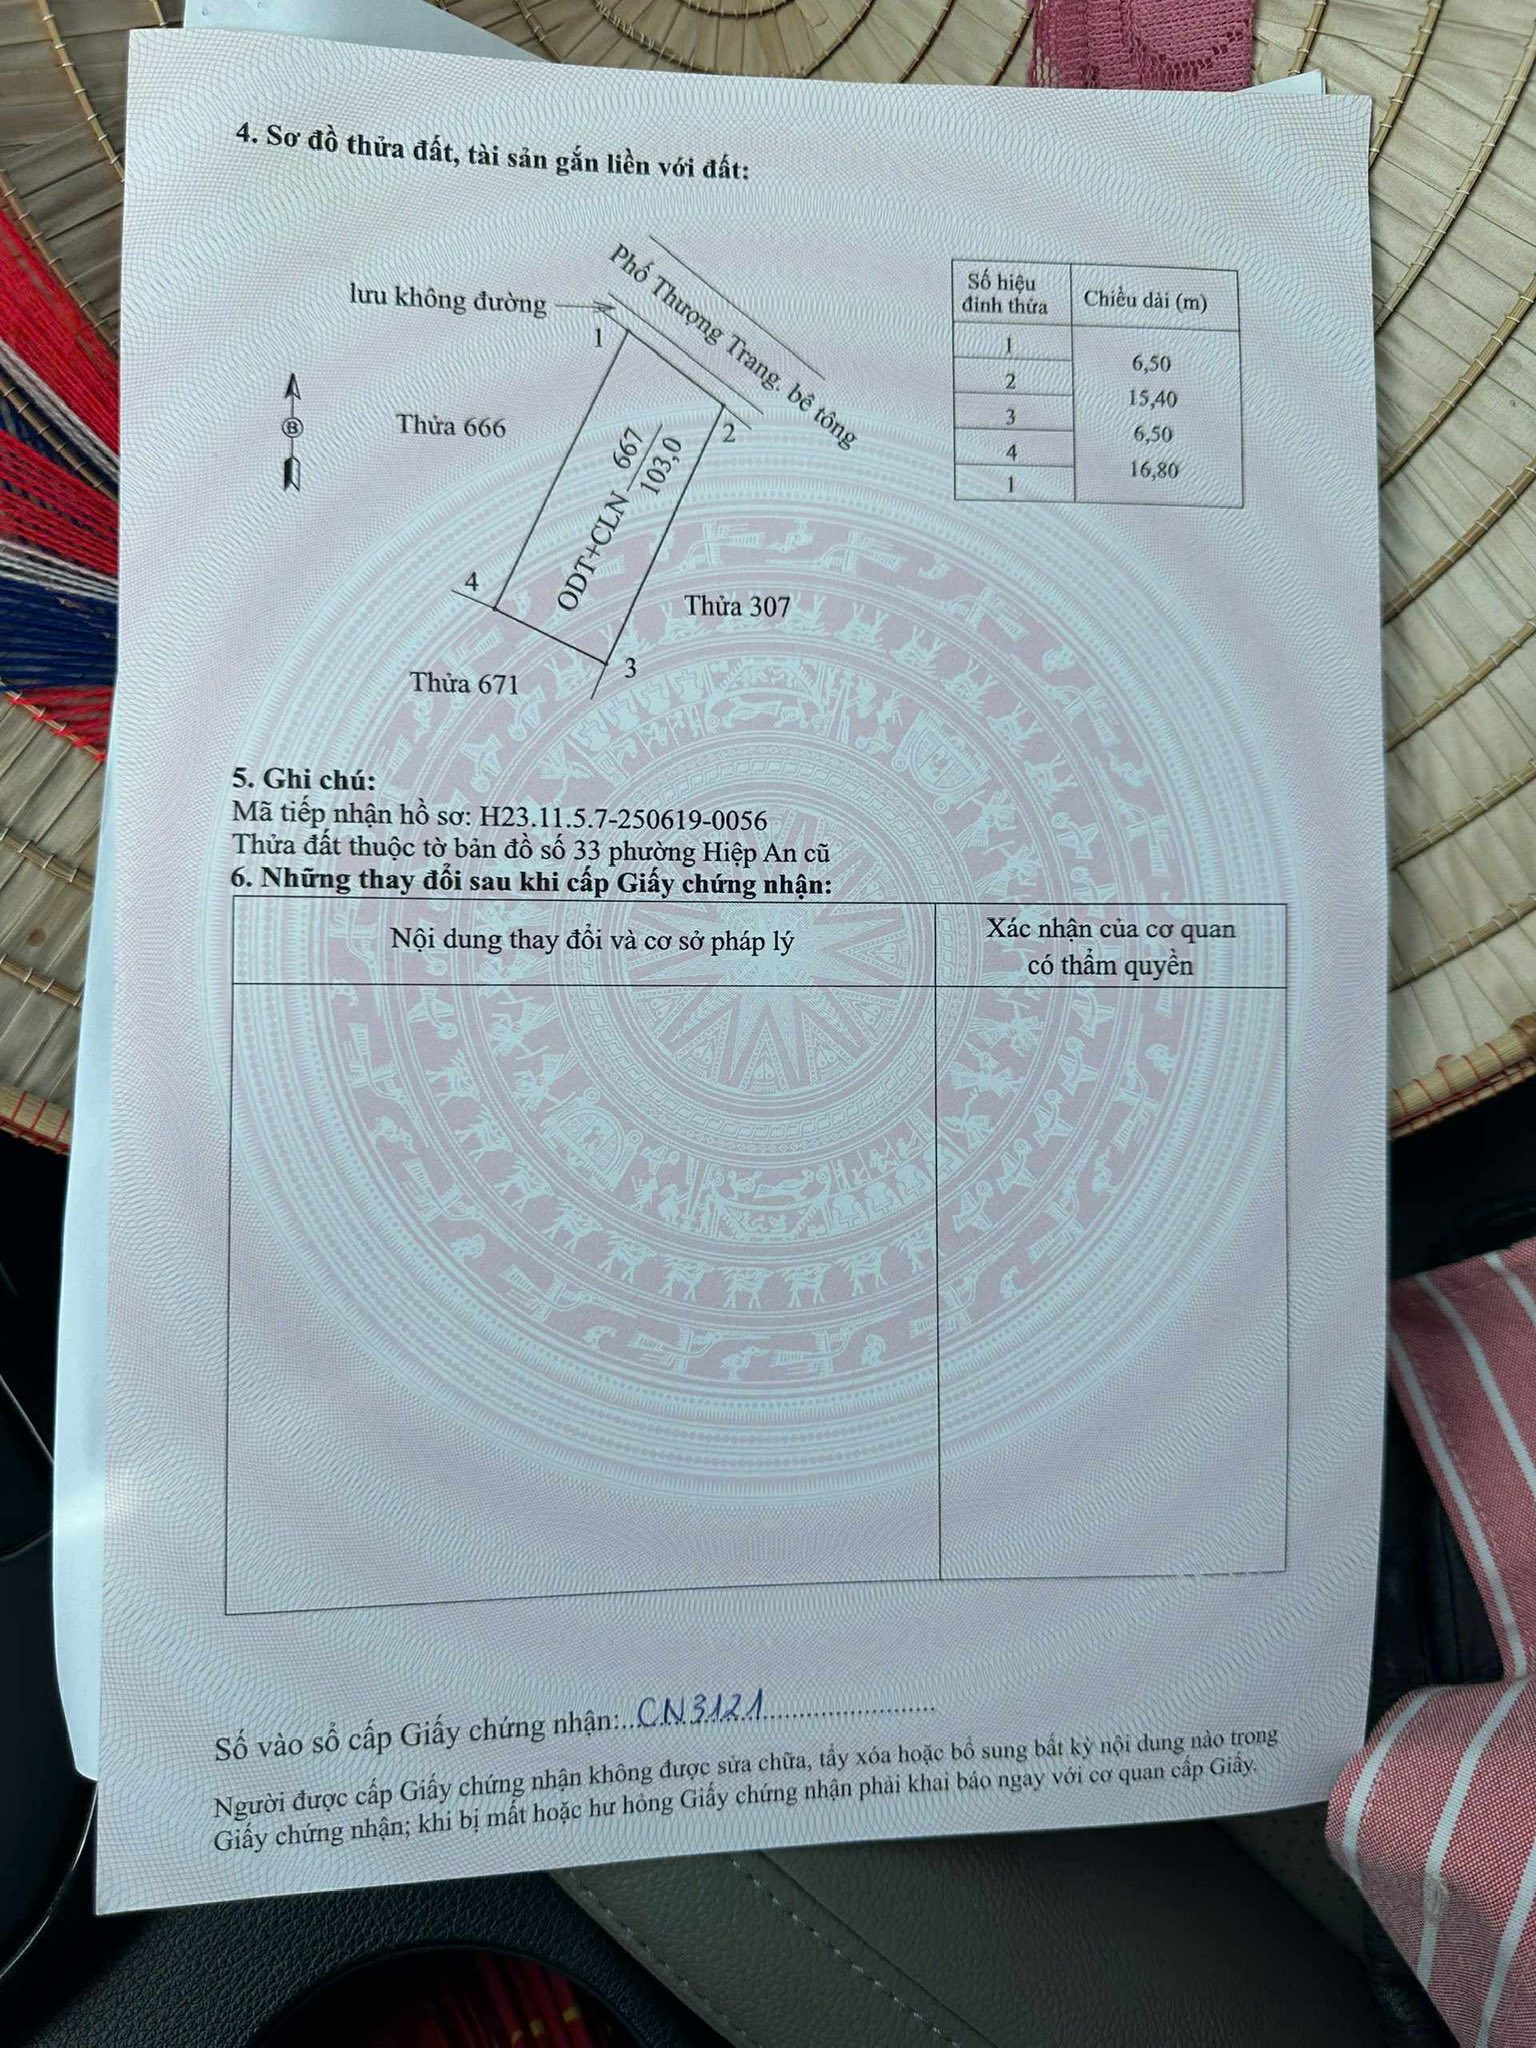 4. Sơ đồ thửa đất, tài sản gắn liền với đất:
Phố Thượng Trang. bê tông
lưu không đường
1
2
Thửa 666
B
ODT+CLN 667
103,0
4
Thửa 307
3
Thửa 671
Số hiệu
đỉnh thửa
Chiều dài (m)
1
6,50
2
15,40
3
6,50
4
16,80
1
5. Ghi chú:
Mã tiếp nhận hồ sơ: H23.11.5.7-250619-0056
Thửa đất thuộc tờ bản đồ số 33 phường Hiệp An cũ
6. Những thay đổi sau khi cấp Giấy chứng nhận:
Nội dung thay đổi và cơ sở pháp lý
Xác nhận của cơ quan
có thẩm quyền
Số vào sổ cấp Giấy chứng nhận:..CN3121..............................
Người được cấp Giấy chứng nhận không được sửa chữa, tẩy xóa hoặc bổ sung bất kỳ nội dung nào trong
Giấy chứng nhận; khi bị mất hoặc hư hỏng Giấy chứng nhận phải khai báo ngay với cơ quan cấp Giấy.